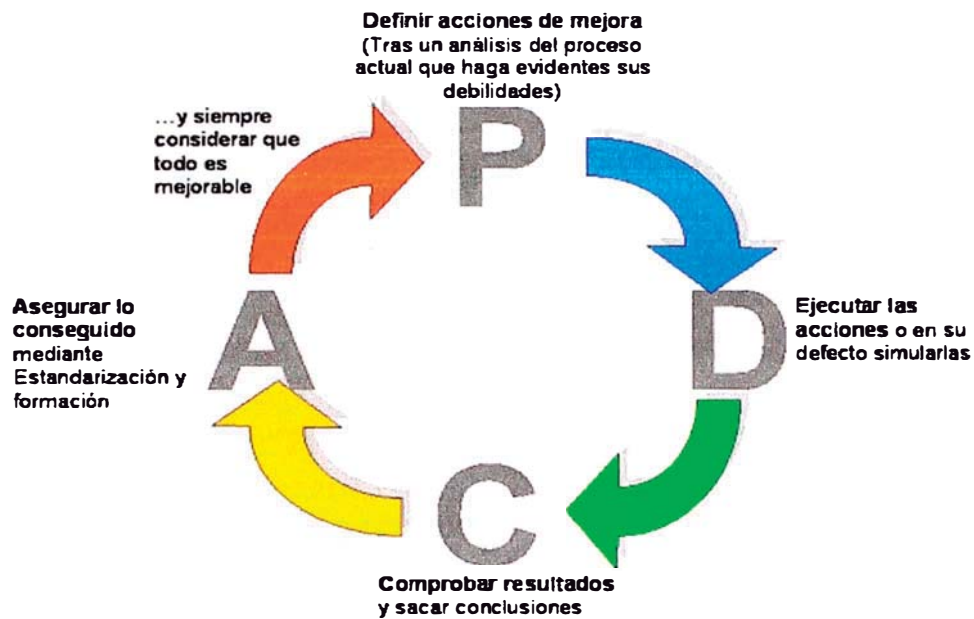 Definir acciones de mejora
(Tras un análisis del proceso
actual que haga evidentes sus
debilidades)
P
...y siempre
considerar que
todo es
mejorable
D
Ejecutar las
acciones o en su
defecto simularlas
C
Comprobar resultados
y sacar conclusiones
A
Asegurar lo
conseguido
mediante
Estandarización y
formación